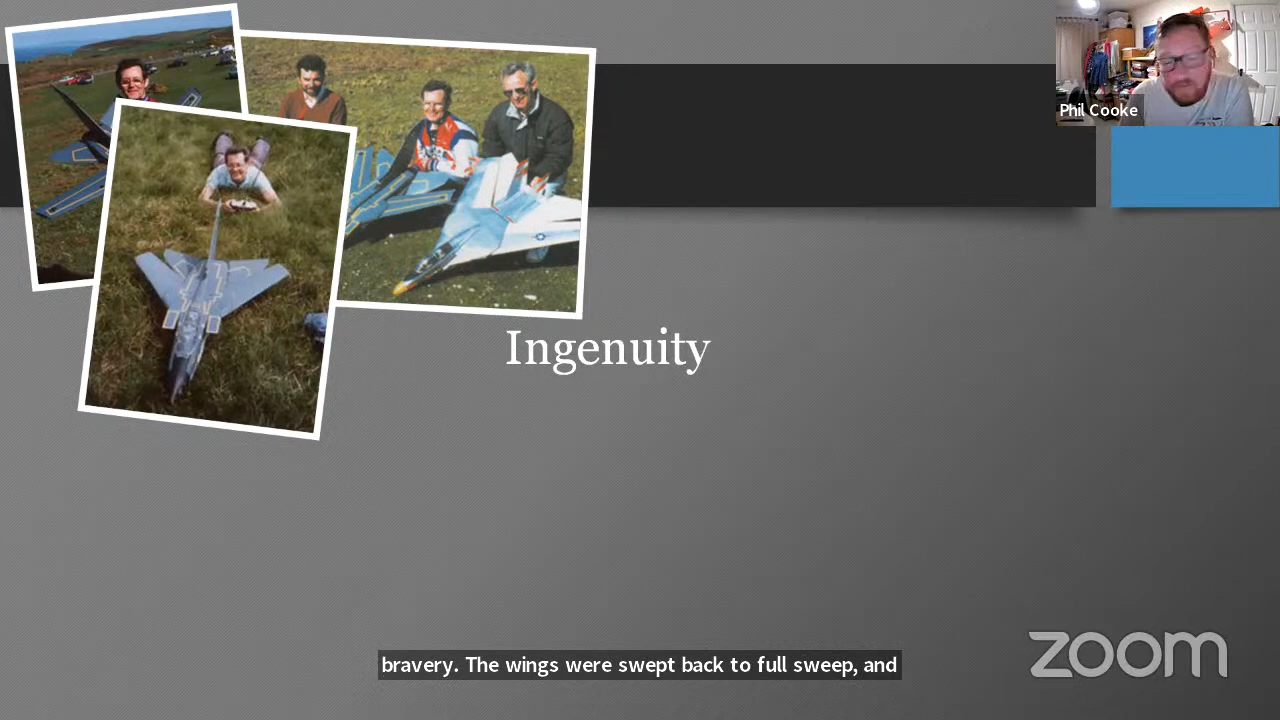 Phil Cooke
Ingenuity
bravery. The wings were swept back to full sweep, and
zoom